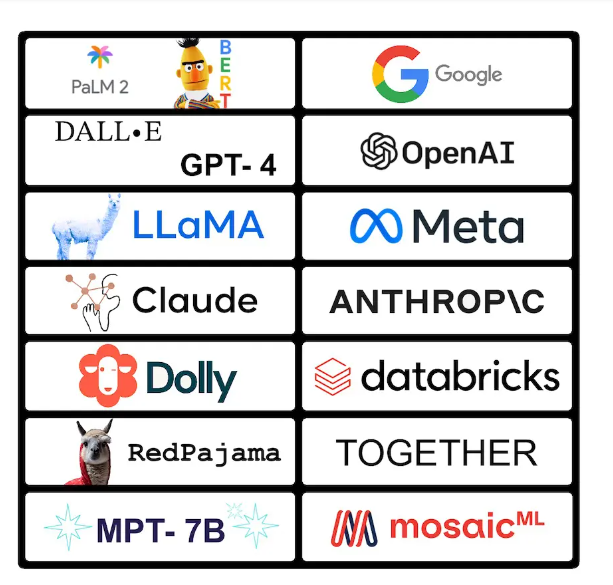 PaLM 2
BERT
Google
DALL•E
GPT- 4
OpenAI
LLaMA
Meta
Claude
ANTHROP\C
Dolly
databricks
RedPajama
TOGETHER
MPT- 7B
mosaicML